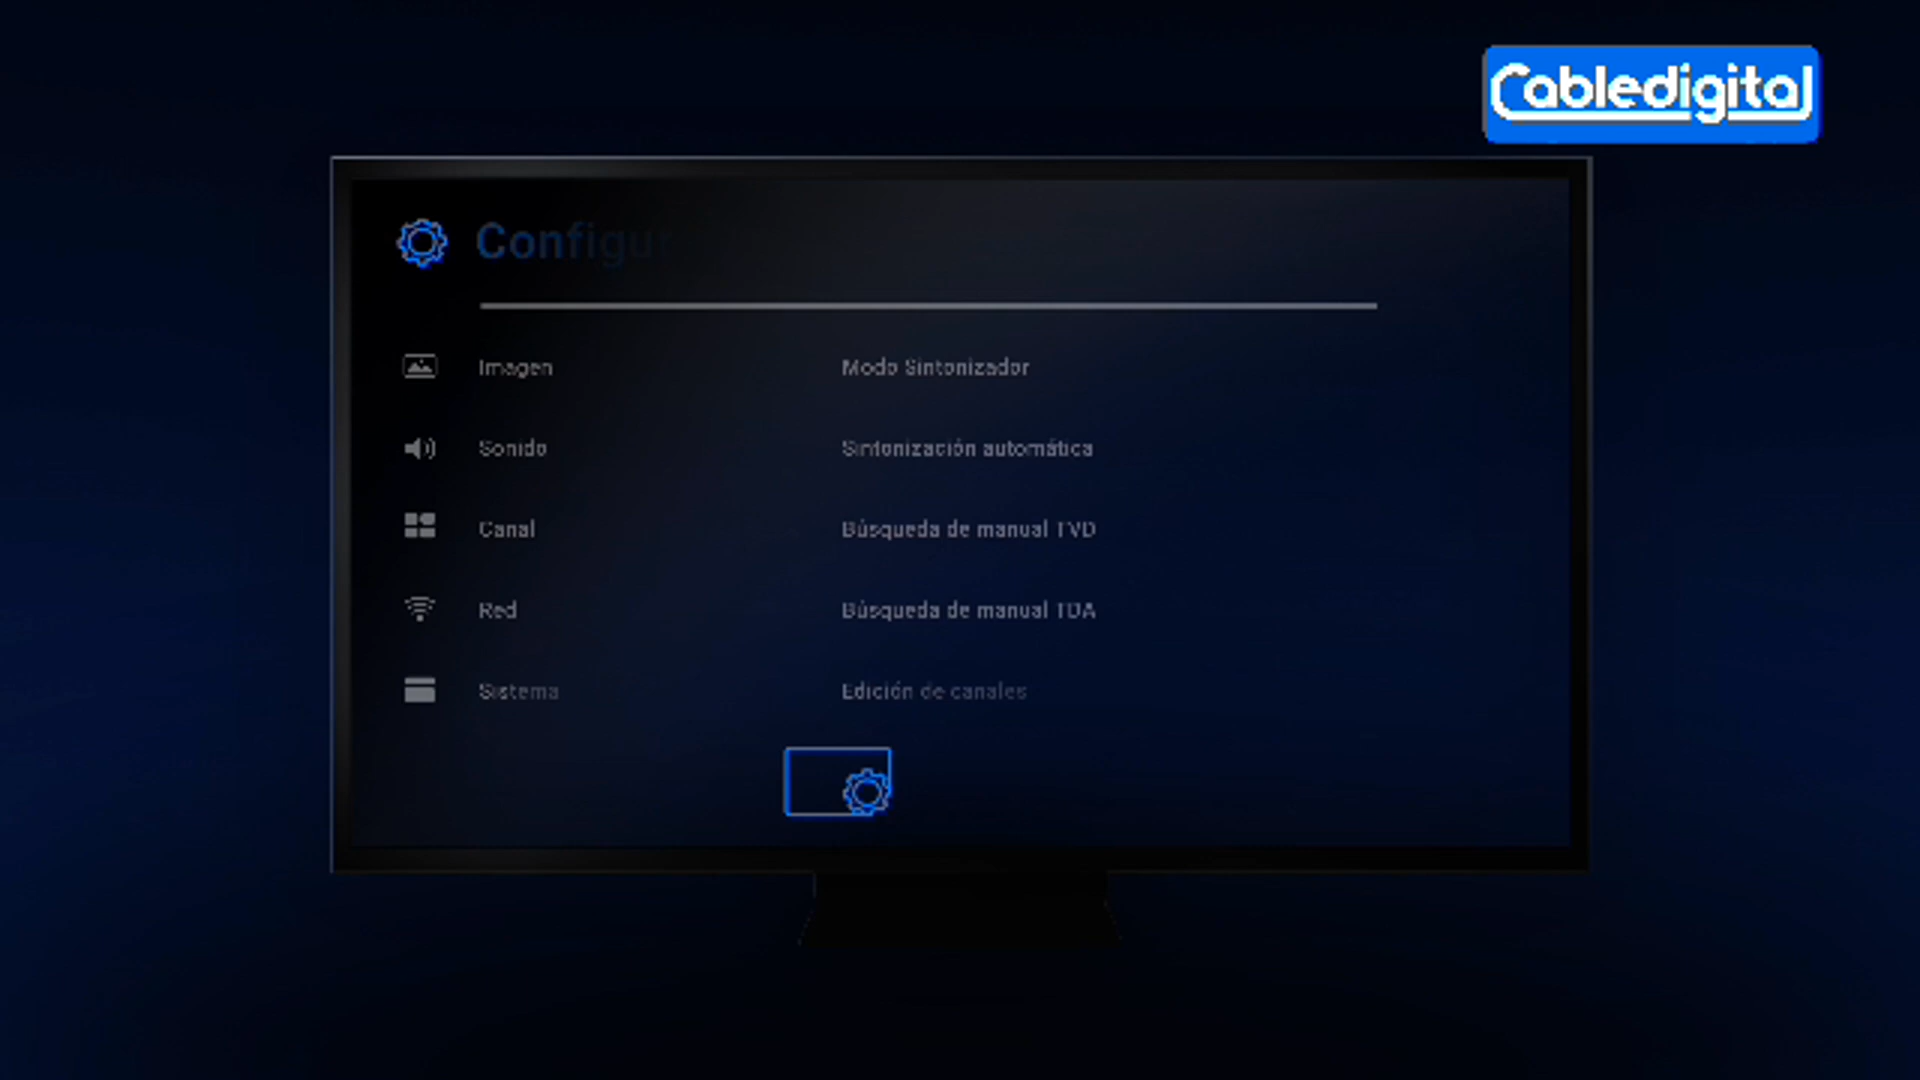 Cabledigital
Configur
Imagen
Modo Sintonizador
Sonido
Sintonización automática
Canal
Búsqueda de manual TVD
Red
Búsqueda de manual TDA
Sistema
Edición de canales